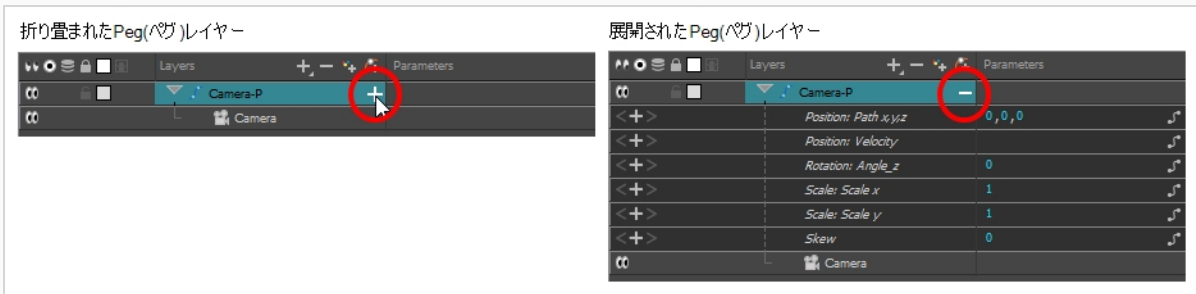 折り畳まれたPeg(ペグ)レイヤー
Layers Parameters
Camera-P
Camera
展開されたPeg(ペグ)レイヤー
Layers Parameters
Camera-P
Position: Path x,y,z 0,0,0
Position: Velocity
Rotation: Angle_z 0
Scale: Scale x 1
Scale: Scale y 1
Skew 0
Camera